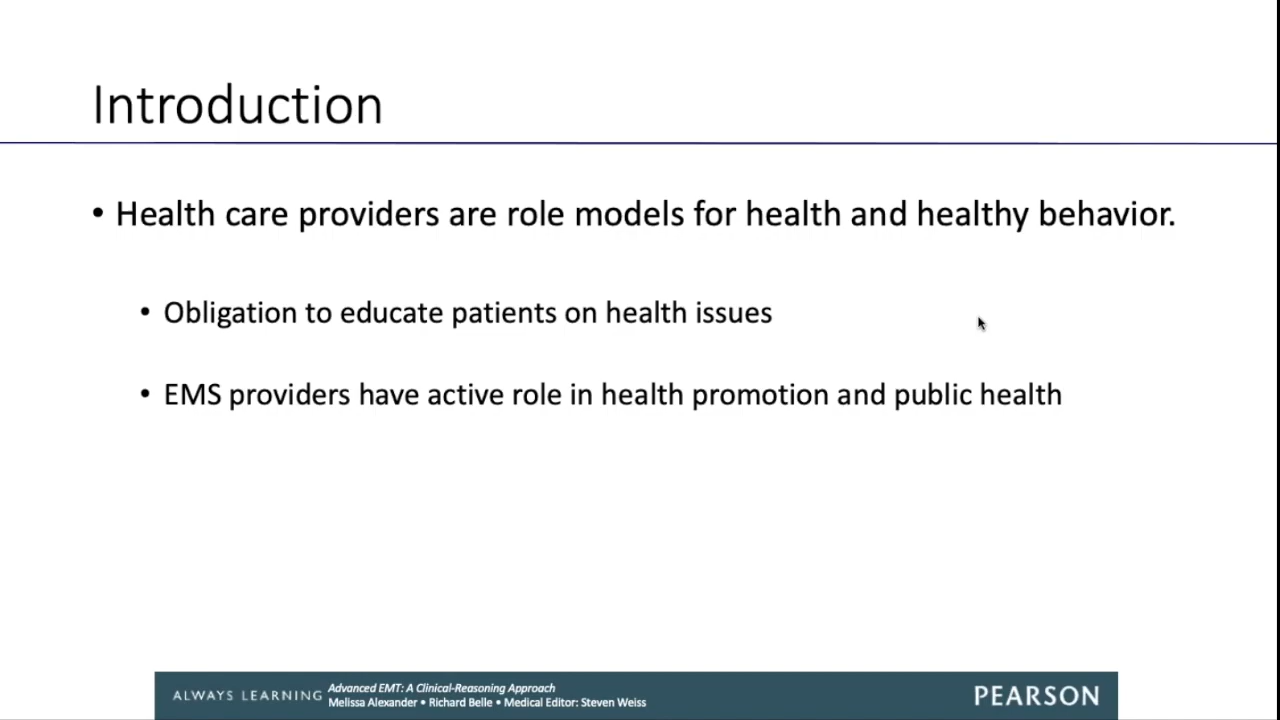 Introduction
• Health care providers are role models for health and healthy behavior.
• Obligation to educate patients on health issues
• EMS providers have active role in health promotion and public health
ALWAYS LEARNING
Advanced EMT: A Clinical-Reasoning Approach
Melissa Alexander • Richard Belle • Medical Editor: Steven Weiss
PEARSON